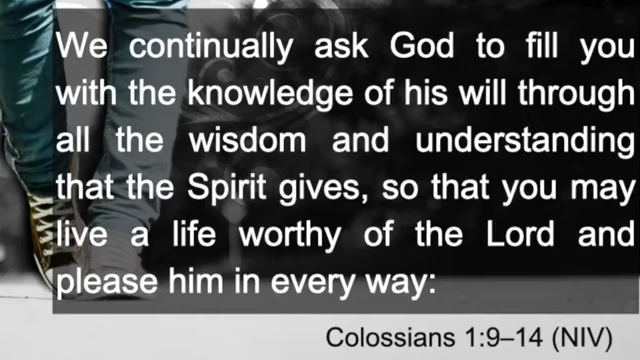 We continually ask God to fill you
with the knowledge of his will through
all the wisdom and understanding
that the Spirit gives, so that you may
live a life worthy of the Lord and
please him in every way:
Colossians 1:9–14 (NIV)